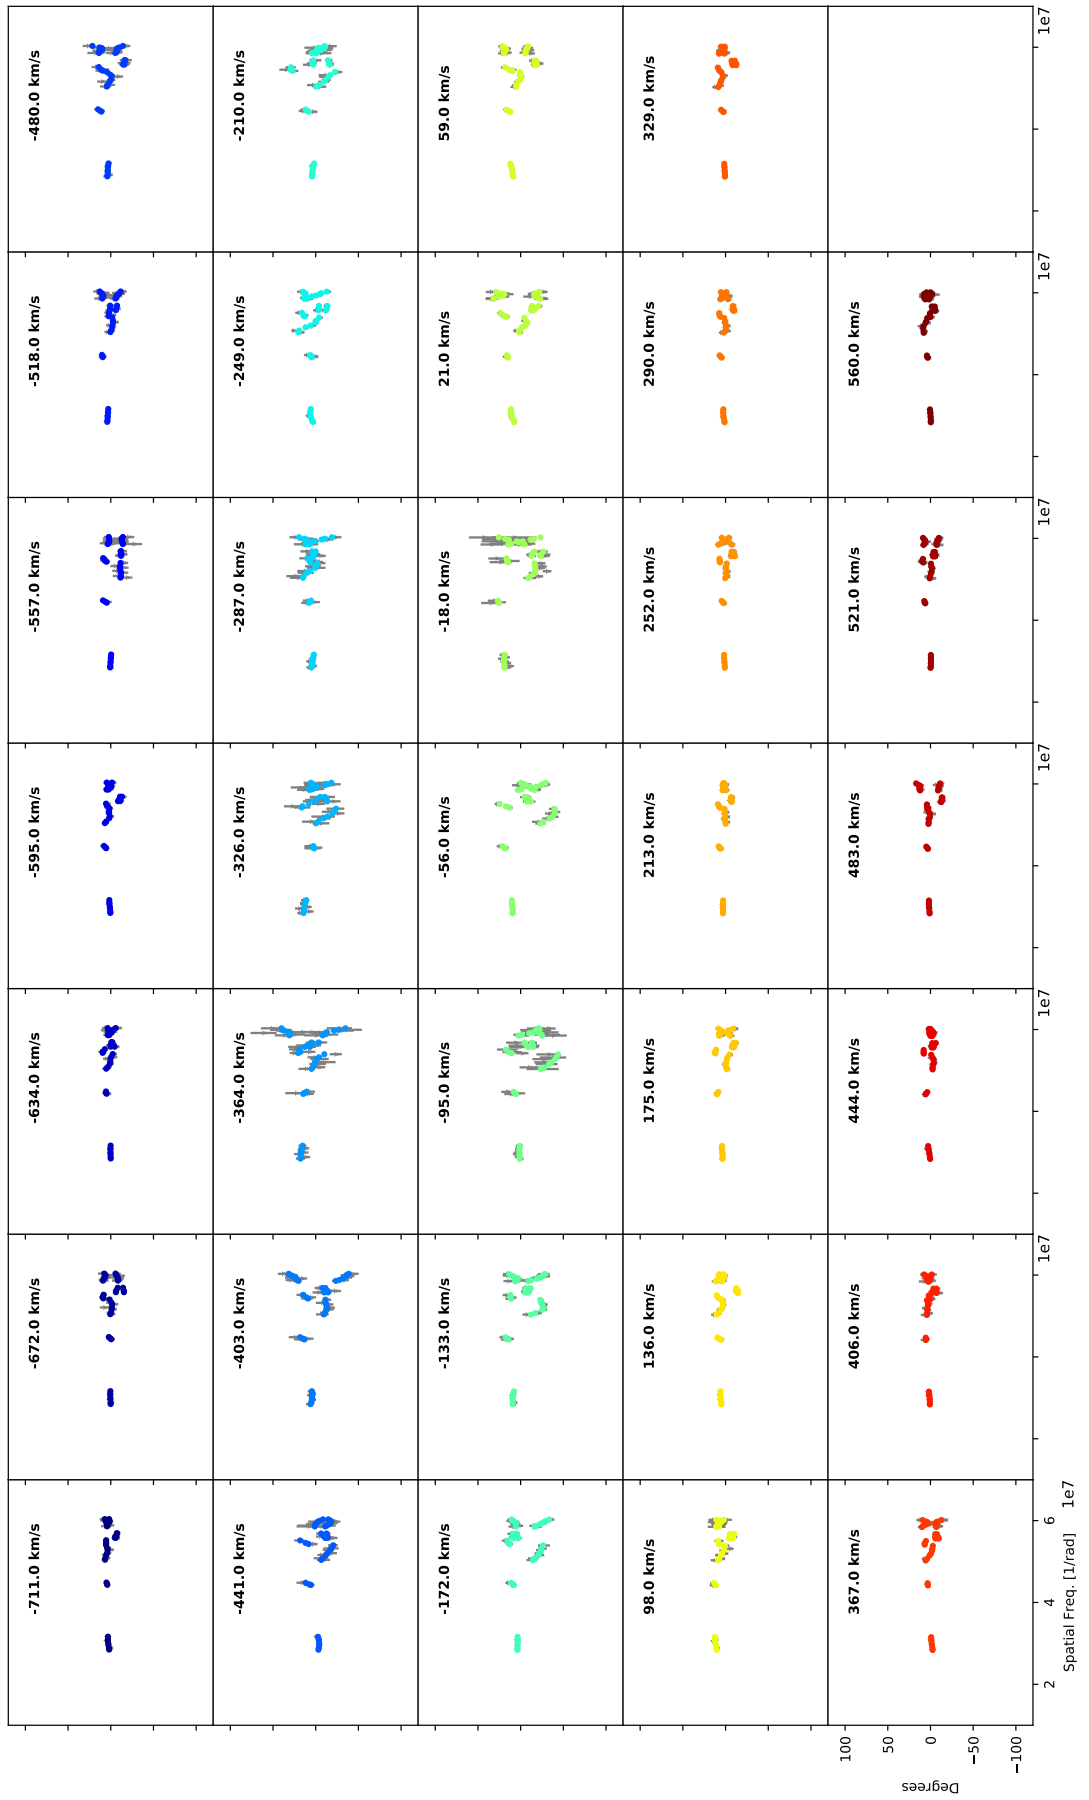 -711.0 km/s
-672.0 km/s
-634.0 km/s
-595.0 km/s
-557.0 km/s
-518.0 km/s
-480.0 km/s
-441.0 km/s
-403.0 km/s
-364.0 km/s
-326.0 km/s
-287.0 km/s
-249.0 km/s
-210.0 km/s
-172.0 km/s
-133.0 km/s
-95.0 km/s
-56.0 km/s
-18.0 km/s
21.0 km/s
59.0 km/s
98.0 km/s
136.0 km/s
175.0 km/s
213.0 km/s
252.0 km/s
290.0 km/s
329.0 km/s
367.0 km/s
406.0 km/s
444.0 km/s
483.0 km/s
521.0 km/s
560.0 km/s
Degrees
100
50
0
−50
−100
2
4
6
1e7
1e7
1e7
1e7
1e7
1e7
1e7
Spatial Freq. [1/rad]